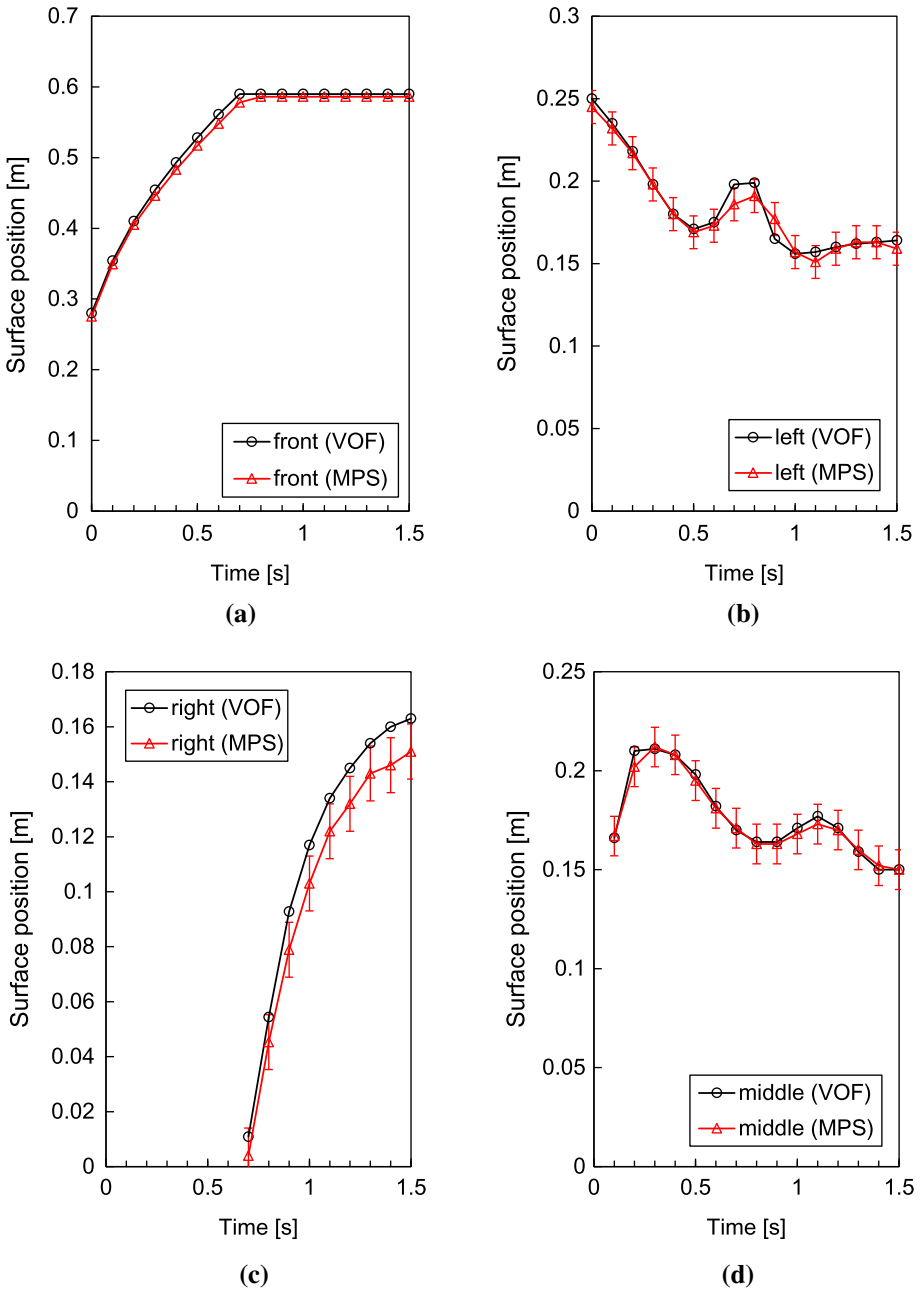 0.7
0.6
0.5
0.4
0.3
0.2
0.1
0
Surface position [m]
front (VOF)
front (MPS)
0 0.5 1 1.5
Time [s]
(a)
0.3
0.25
0.2
0.15
0.1
0.05
0
Surface position [m]
left (VOF)
left (MPS)
0 0.5 1 1.5
Time [s]
(b)
0.18
0.16
0.14
0.12
0.1
0.08
0.06
0.04
0.02
0
Surface position [m]
right (VOF)
right (MPS)
0 0.5 1 1.5
Time [s]
(c)
0.25
0.2
0.15
0.1
0.05
0
Surface position [m]
middle (VOF)
middle (MPS)
0 0.5 1 1.5
Time [s]
(d)